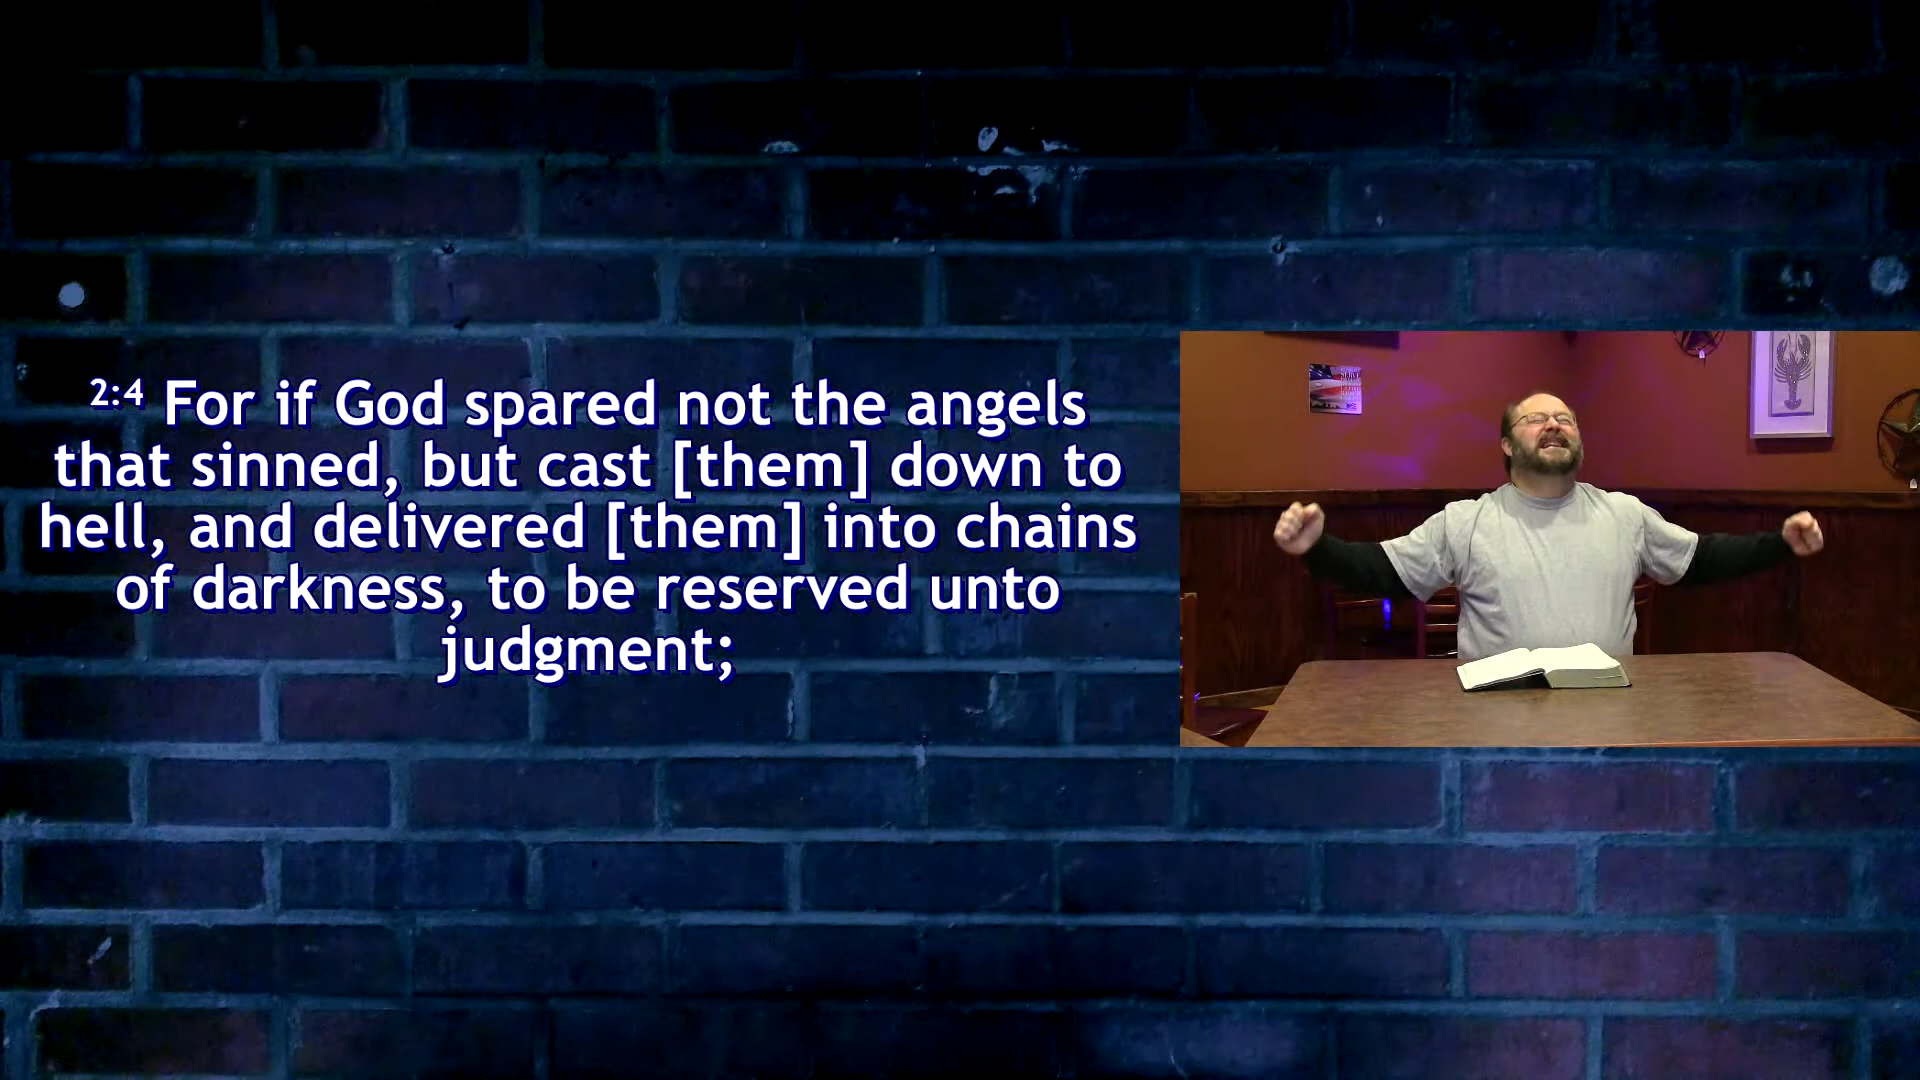 2:4 For if God spared not the angels
that sinned, but cast [them] down to
hell, and delivered [them] into chains
of darkness, to be reserved unto
judgment;